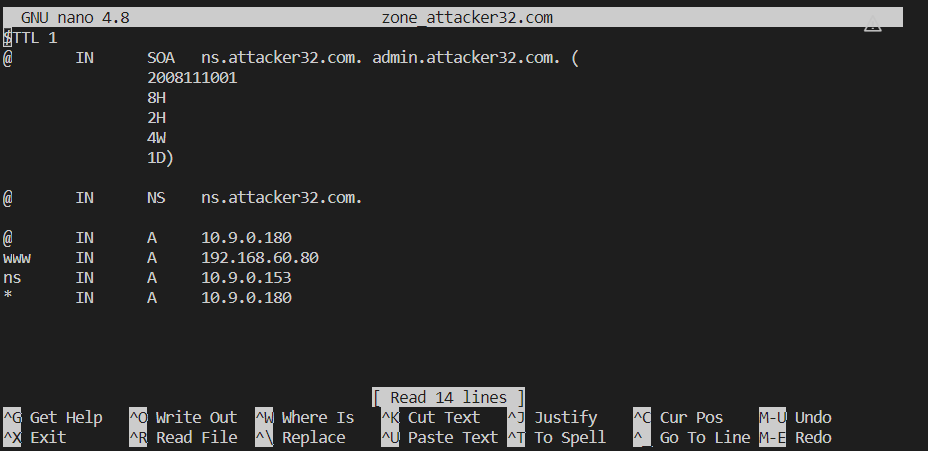 GNU nano 4.8 zone_attacker32.com
$TTL 1
@ IN SOA ns.attacker32.com. admin.attacker32.com. (
2008111001
8H
2H
4W
1D)
@ IN NS ns.attacker32.com.
@ IN A 10.9.0.180
www IN A 192.168.60.80
ns IN A 10.9.0.153
* IN A 10.9.0.180
[ Read 14 lines ]
^G Get Help ^O Write Out ^W Where Is ^K Cut Text ^J Justify ^C Cur Pos M-U Undo
^X Exit ^R Read File ^\ Replace ^U Paste Text ^T To Spell ^_ Go To Line M-E Redo